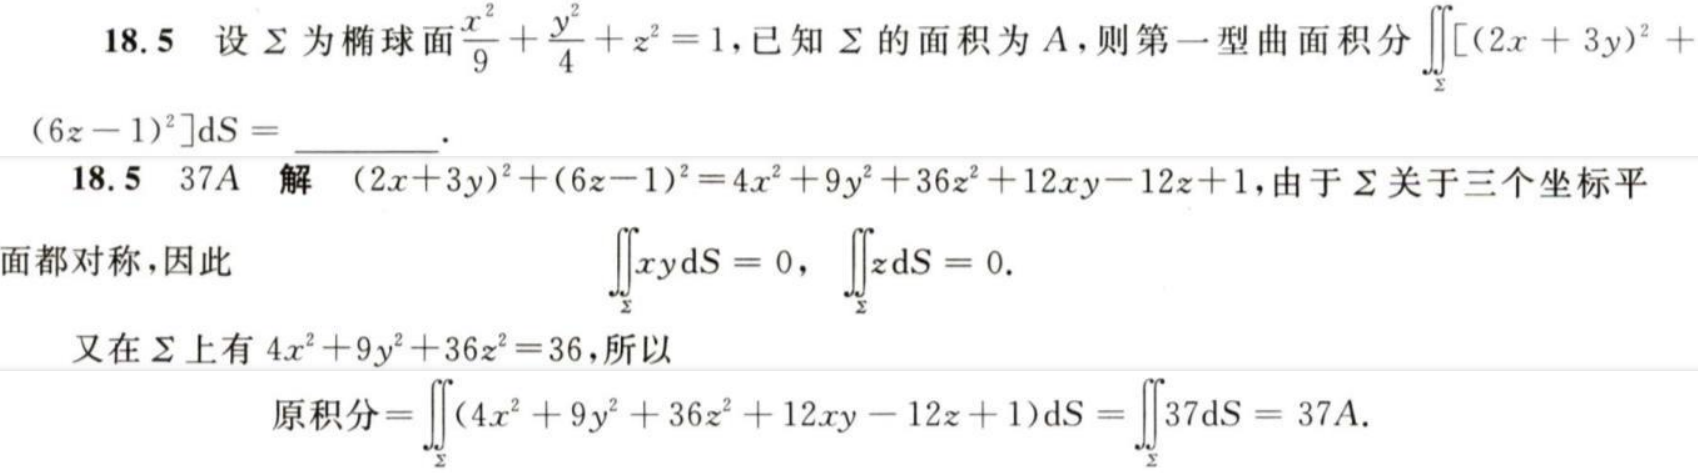 18.5 设 Σ 为椭球面 $\frac{x^2}{9}+\frac{y^2}{4}+z^2=1$,已知 Σ 的面积为 A,则第一型曲面积分 $\iint\limits_{\Sigma}[(2x+3y)^2+$
$(6z-1)^2]\mathrm{d}S=$ ________.
18.5 37A 解 $(2x+3y)^2+(6z-1)^2=4x^2+9y^2+36z^2+12xy-12z+1$,由于 Σ 关于三个坐标平
面都对称,因此 $\iint\limits_{\Sigma}xy\mathrm{d}S=0,\ \iint\limits_{\Sigma}z\mathrm{d}S=0.$
又在 Σ 上有 $4x^2+9y^2+36z^2=36$,所以
原积分$=\iint\limits_{\Sigma}(4x^2+9y^2+36z^2+12xy-12z+1)\mathrm{d}S=\iint\limits_{\Sigma}37\mathrm{d}S=37A.$